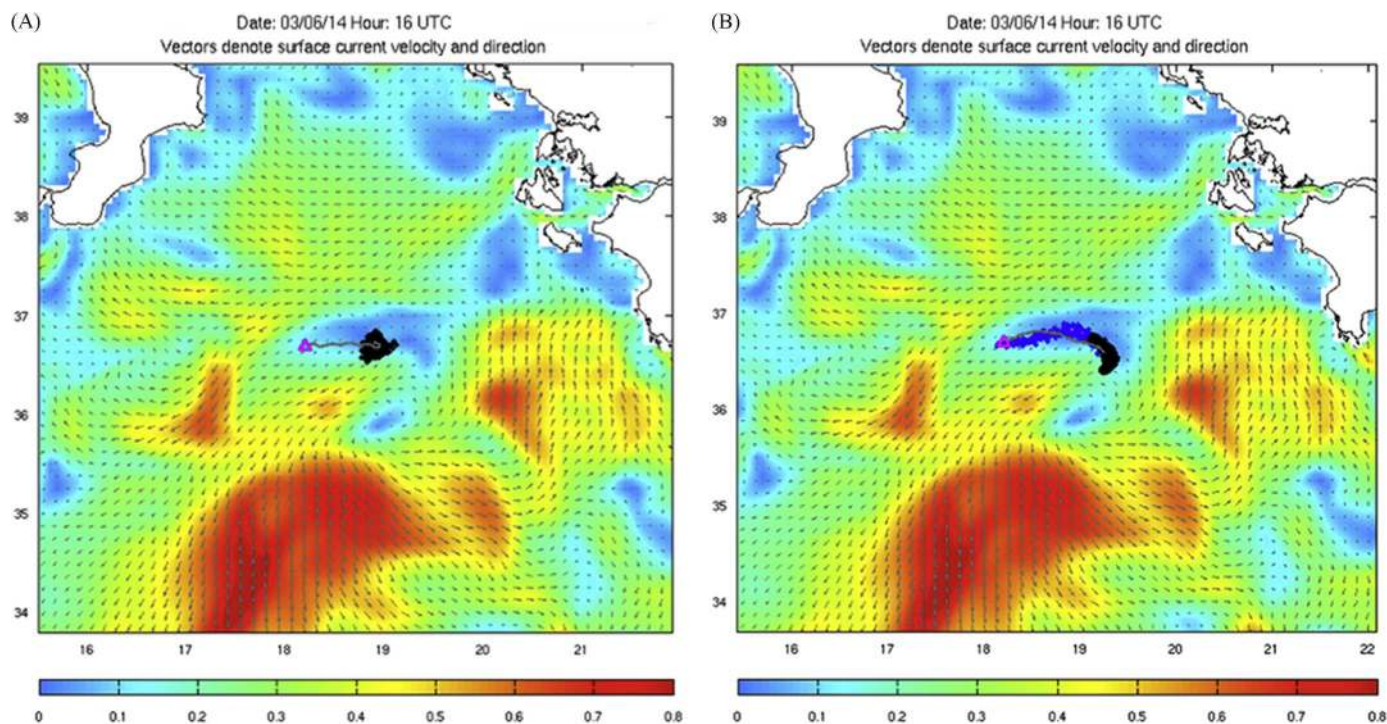 (A)
Date: 03/06/14 Hour: 16 UTC
Vectors denote surface current velocity and direction
39
38
37
36
35
34
16 17 18 19 20 21
0 0.1 0.2 0.3 0.4 0.5 0.6 0.7 0.8
(B)
Date: 03/06/14 Hour: 16 UTC
Vectors denote surface current velocity and direction
39
38
37
36
35
34
16 17 18 19 20 21 22
0 0.1 0.2 0.3 0.4 0.5 0.6 0.7 0.8